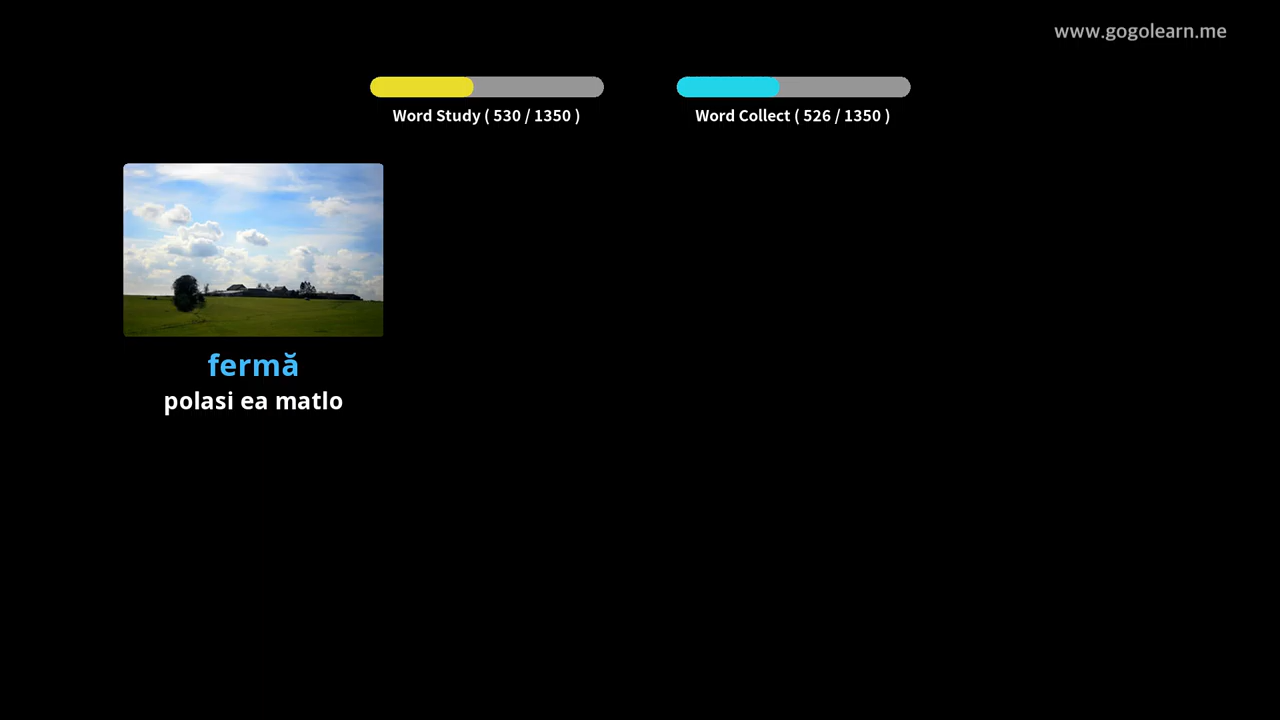 www.gogolearn.me
Word Study ( 530 / 1350 )
Word Collect ( 526 / 1350 )
fermă
polasi ea matlo